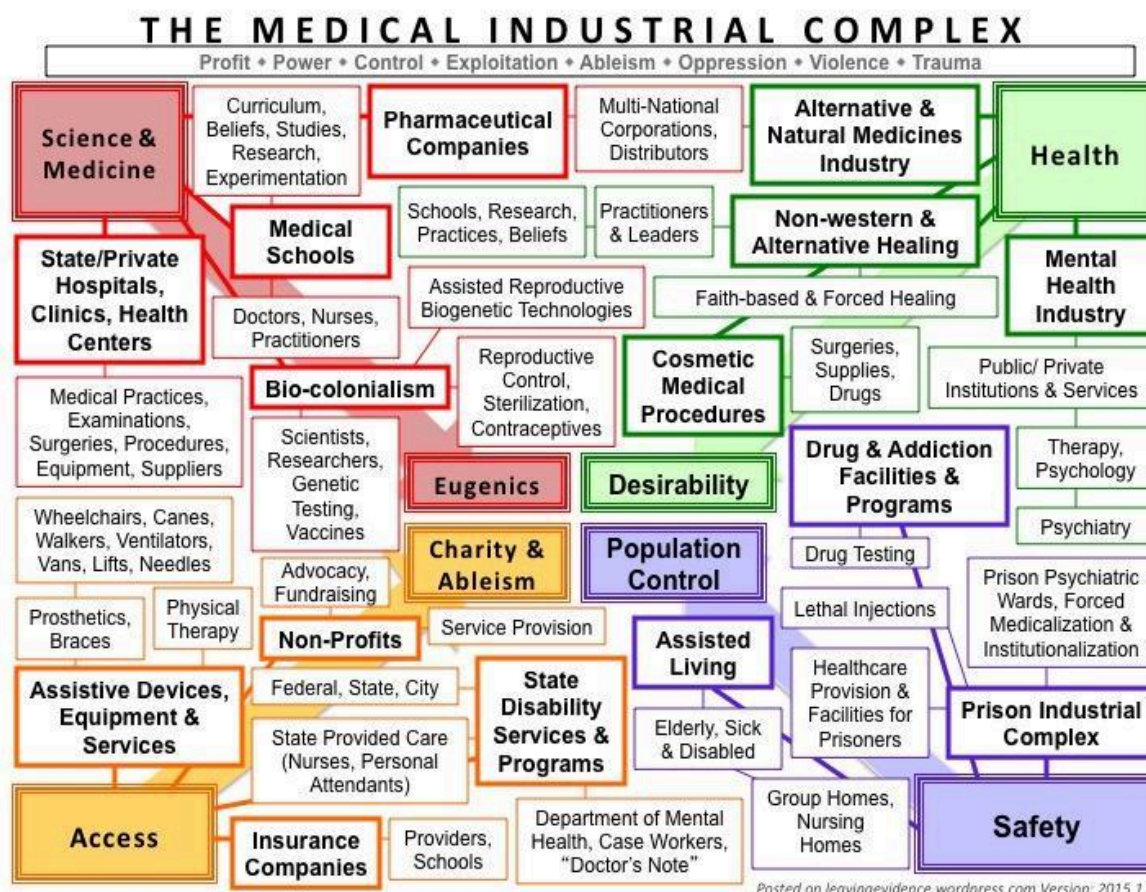 THE MEDICAL INDUSTRIAL COMPLEX
Profit ♦ Power ♦ Control ♦ Exploitation ♦ Ableism ♦ Oppression ♦ Violence ♦ Trauma
Science &
Medicine
Curriculum,
Beliefs, Studies,
Research,
Experimentation
Pharmaceutical
Companies
Multi-National
Corporations,
Distributors
Alternative &
Natural Medicines
Industry
Health
Medical
Schools
Schools, Research,
Practices, Beliefs
Practitioners
& Leaders
Non-western &
Alternative Healing
State/Private
Hospitals,
Clinics, Health
Centers
Mental
Health
Industry
Doctors, Nurses,
Practitioners
Assisted Reproductive
Biogenetic Technologies
Faith-based & Forced Healing
Bio-colonialism
Reproductive
Control,
Sterilization,
Contraceptives
Cosmetic
Medical
Procedures
Surgeries,
Supplies,
Drugs
Public/ Private
Institutions & Services
Medical Practices,
Examinations,
Surgeries, Procedures,
Equipment, Suppliers
Scientists,
Researchers,
Genetic
Testing,
Vaccines
Eugenics
Desirability
Drug & Addiction
Facilities &
Programs
Therapy,
Psychology
Psychiatry
Wheelchairs, Canes,
Walkers, Ventilators,
Vans, Lifts, Needles
Charity &
Ableism
Population
Control
Drug Testing
Advocacy,
Fundraising
Prosthetics,
Braces
Physical
Therapy
Non-Profits
Service Provision
Lethal Injections
Prison Psychiatric
Wards, Forced
Medicalization &
Institutionalization
Assisted
Living
Assistive Devices,
Equipment &
Services
Federal, State, City
State
Disability
Services &
Programs
Healthcare
Provision &
Facilities for
Prisoners
Prison Industrial
Complex
State Provided Care
(Nurses, Personal
Attendants)
Elderly, Sick
& Disabled
Access
Insurance
Companies
Providers,
Schools
Department of Mental
Health, Case Workers,
“Doctor’s Note”
Group Homes,
Nursing
Homes
Safety
Posted on leavingevidence.wordpress.com Version: 2015.1